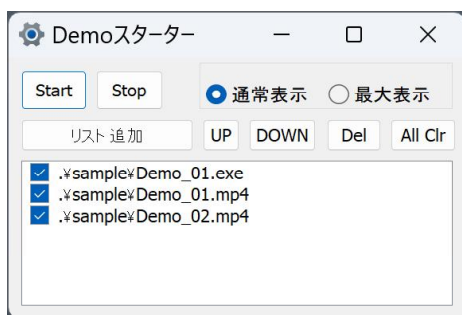 Demoスターター
Start Stop 通常表示 最大表示
リスト追加 UP DOWN Del All Clr
.¥sample¥Demo_01.exe
.¥sample¥Demo_01.mp4
.¥sample¥Demo_02.mp4